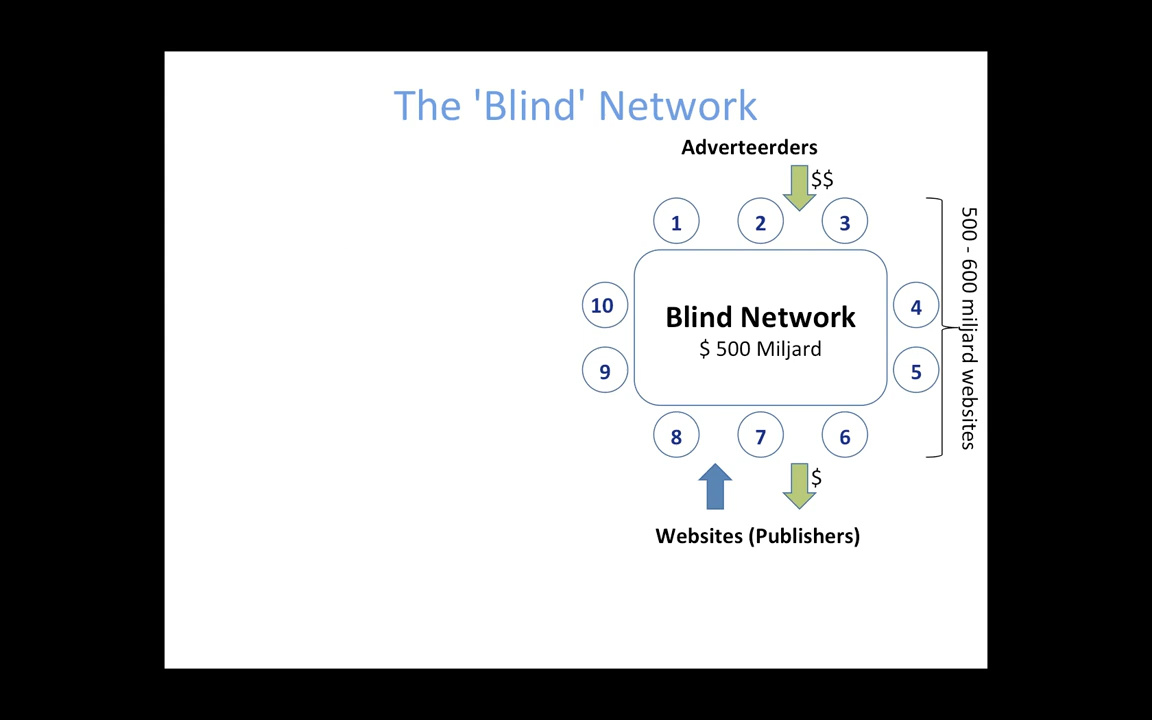 The 'Blind' Network
Adverteerders
$$
1
2
3
10
4
Blind Network
$ 500 Miljard
9
5
8
7
6
500 - 600 miljard websites
$
Websites (Publishers)